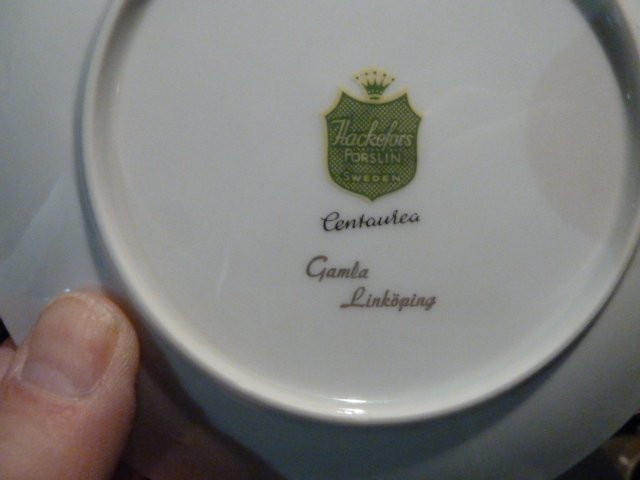 Hackefors
PORSLIN
SWEDEN
Centaurea
Gamla
Linköping